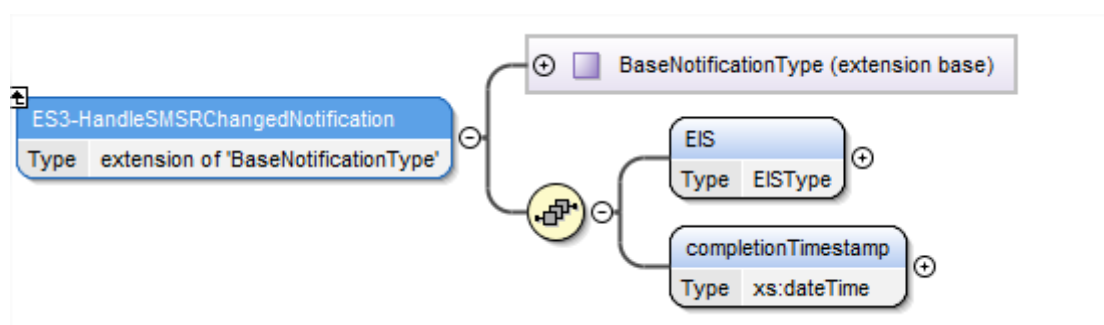 BaseNotificationType (extension base)
ES3-HandleSMSRChangedNotification
Type extension of 'BaseNotificationType'
EIS
Type EISType
completionTimestamp
Type xs:dateTime